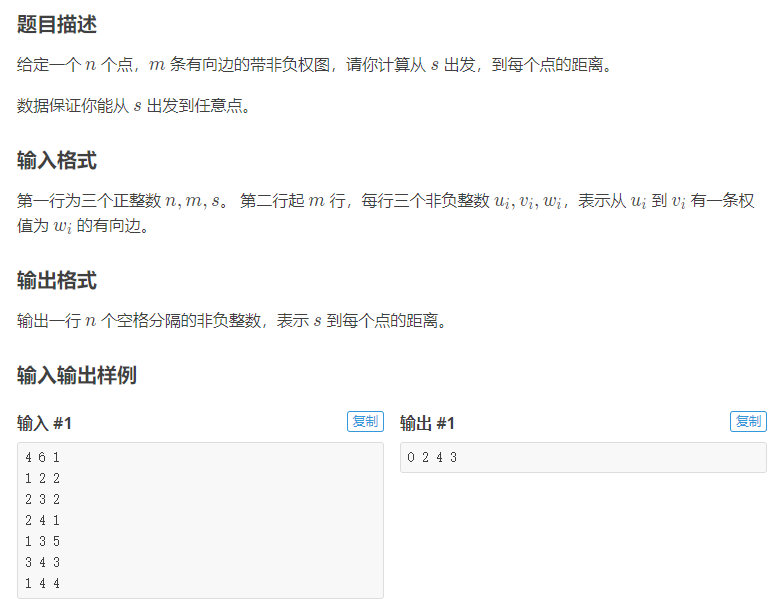 题目描述
给定一个 n 个点，m 条有向边的带非负权图，请你计算从 s 出发，到每个点的距离。
数据保证你能从 s 出发到任意点。
输入格式
第一行为三个正整数 n, m, s。 第二行起 m 行，每行三个非负整数 u_i, v_i, w_i，表示从 u_i 到 v_i 有一条权
值为 w_i 的有向边。
输出格式
输出一行 n 个空格分隔的非负整数，表示 s 到每个点的距离。
输入输出样例
输入 #1
复制
4 6 1
1 2 2
2 3 2
2 4 1
1 3 5
3 4 3
1 4 4
输出 #1
复制
0 2 4 3